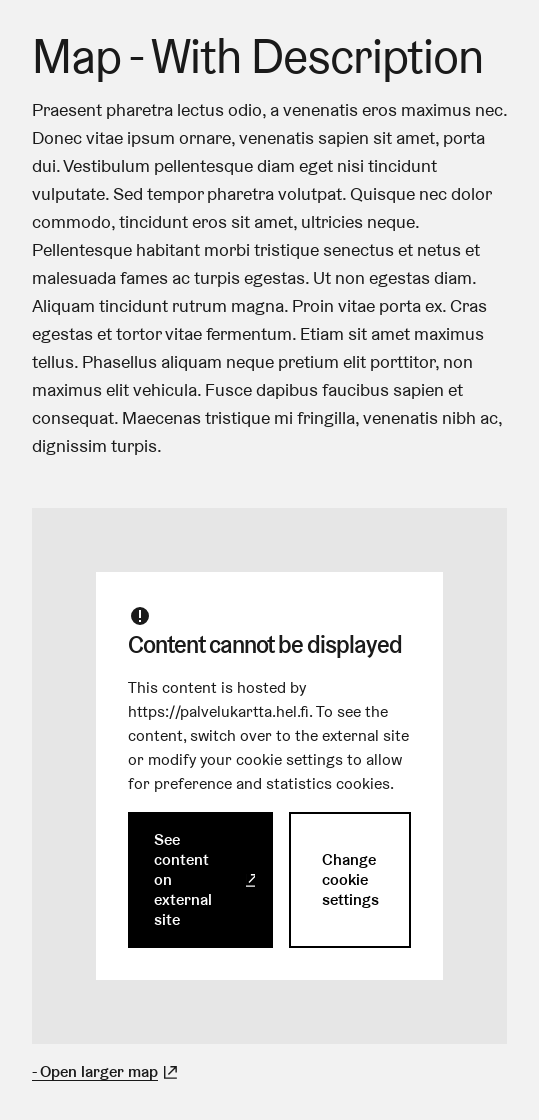 Map - With Description
Praesent pharetra lectus odio, a venenatis eros maximus nec.
Donec vitae ipsum ornare, venenatis sapien sit amet, porta
dui. Vestibulum pellentesque diam eget nisi tincidunt
vulputate. Sed tempor pharetra volutpat. Quisque nec dolor
commodo, tincidunt eros sit amet, ultricies neque.
Pellentesque habitant morbi tristique senectus et netus et
malesuada fames ac turpis egestas. Ut non egestas diam.
Aliquam tincidunt rutrum magna. Proin vitae porta ex. Cras
egestas et tortor vitae fermentum. Etiam sit amet maximus
tellus. Phasellus aliquam neque pretium elit porttitor, non
maximus elit vehicula. Fusce dapibus faucibus sapien et
consequat. Maecenas tristique mi fringilla, venenatis nibh ac,
dignissim turpis.
Content cannot be displayed
This content is hosted by
https://palvelukartta.hel.fi. To see the
content, switch over to the external site
or modify your cookie settings to allow
for preference and statistics cookies.
See
content
on
external
site
Change
cookie
settings
- Open larger map